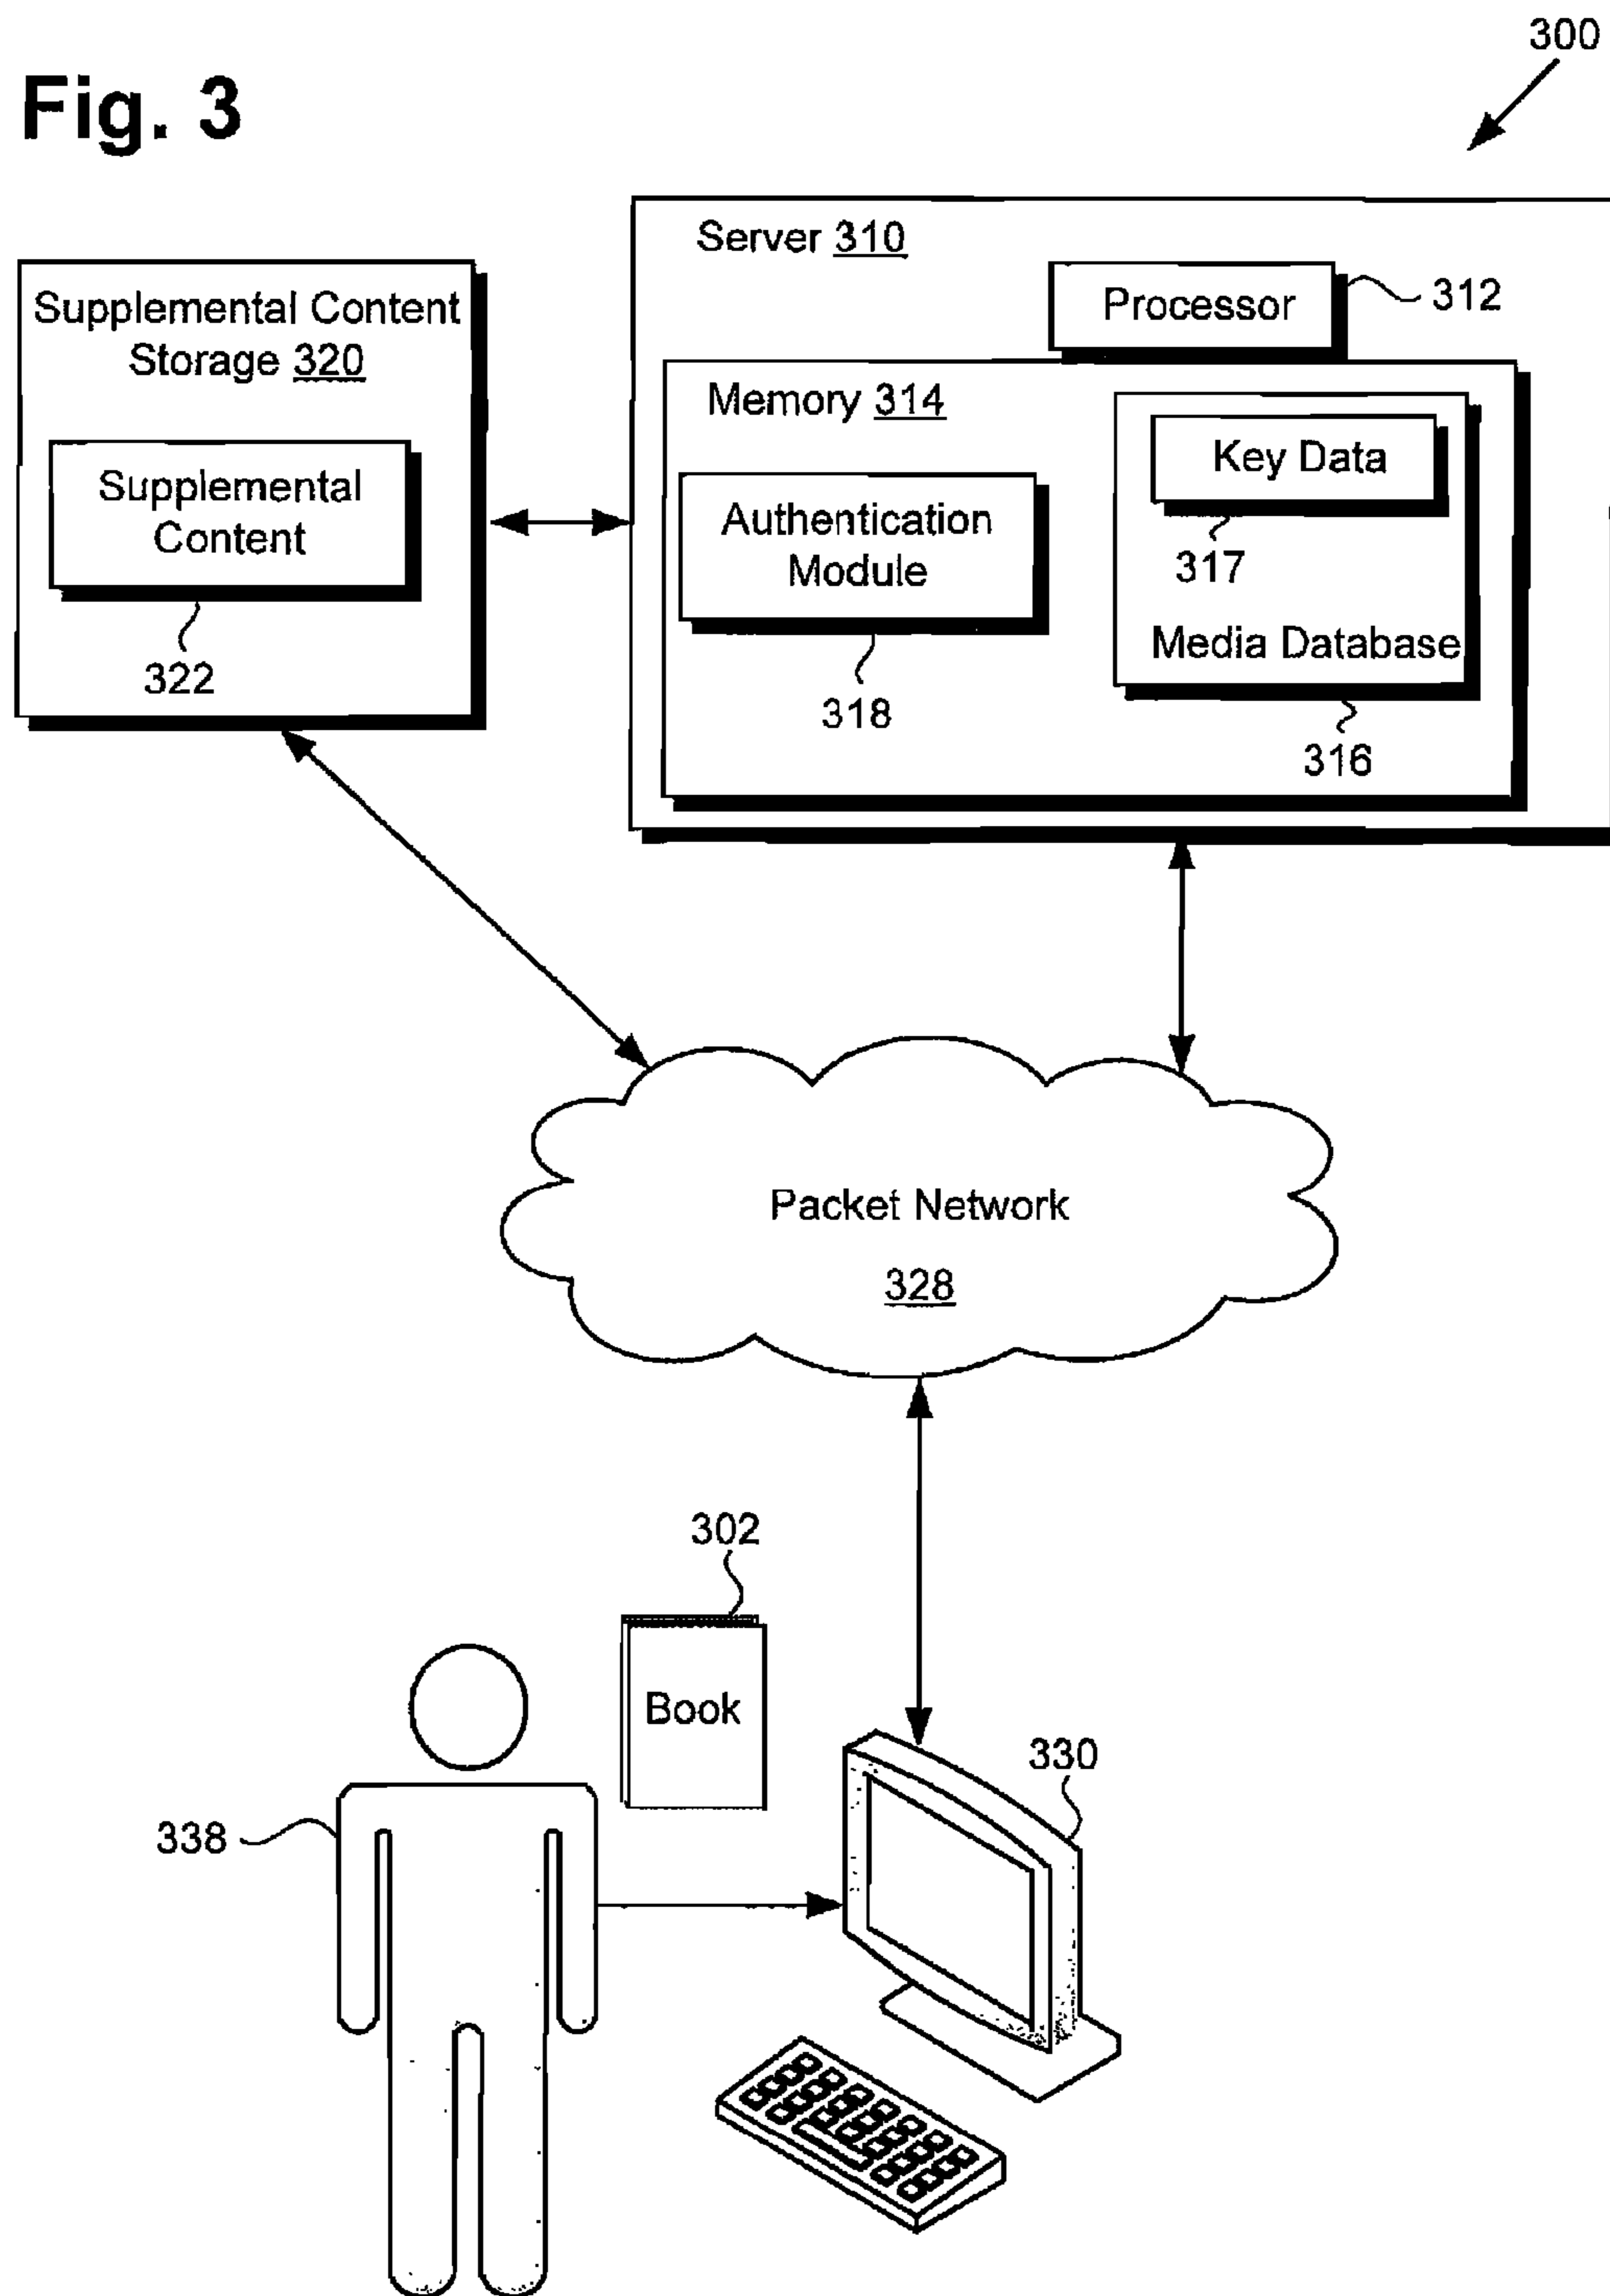 300
Fig. 3
Server 310
Processor
312
Supplemental Content
Storage 320
Memory 314
Key Data
317
Supplemental
Content
322
Authentication
Module
318
Media Database
316
Packet Network
328
302
Book
330
338